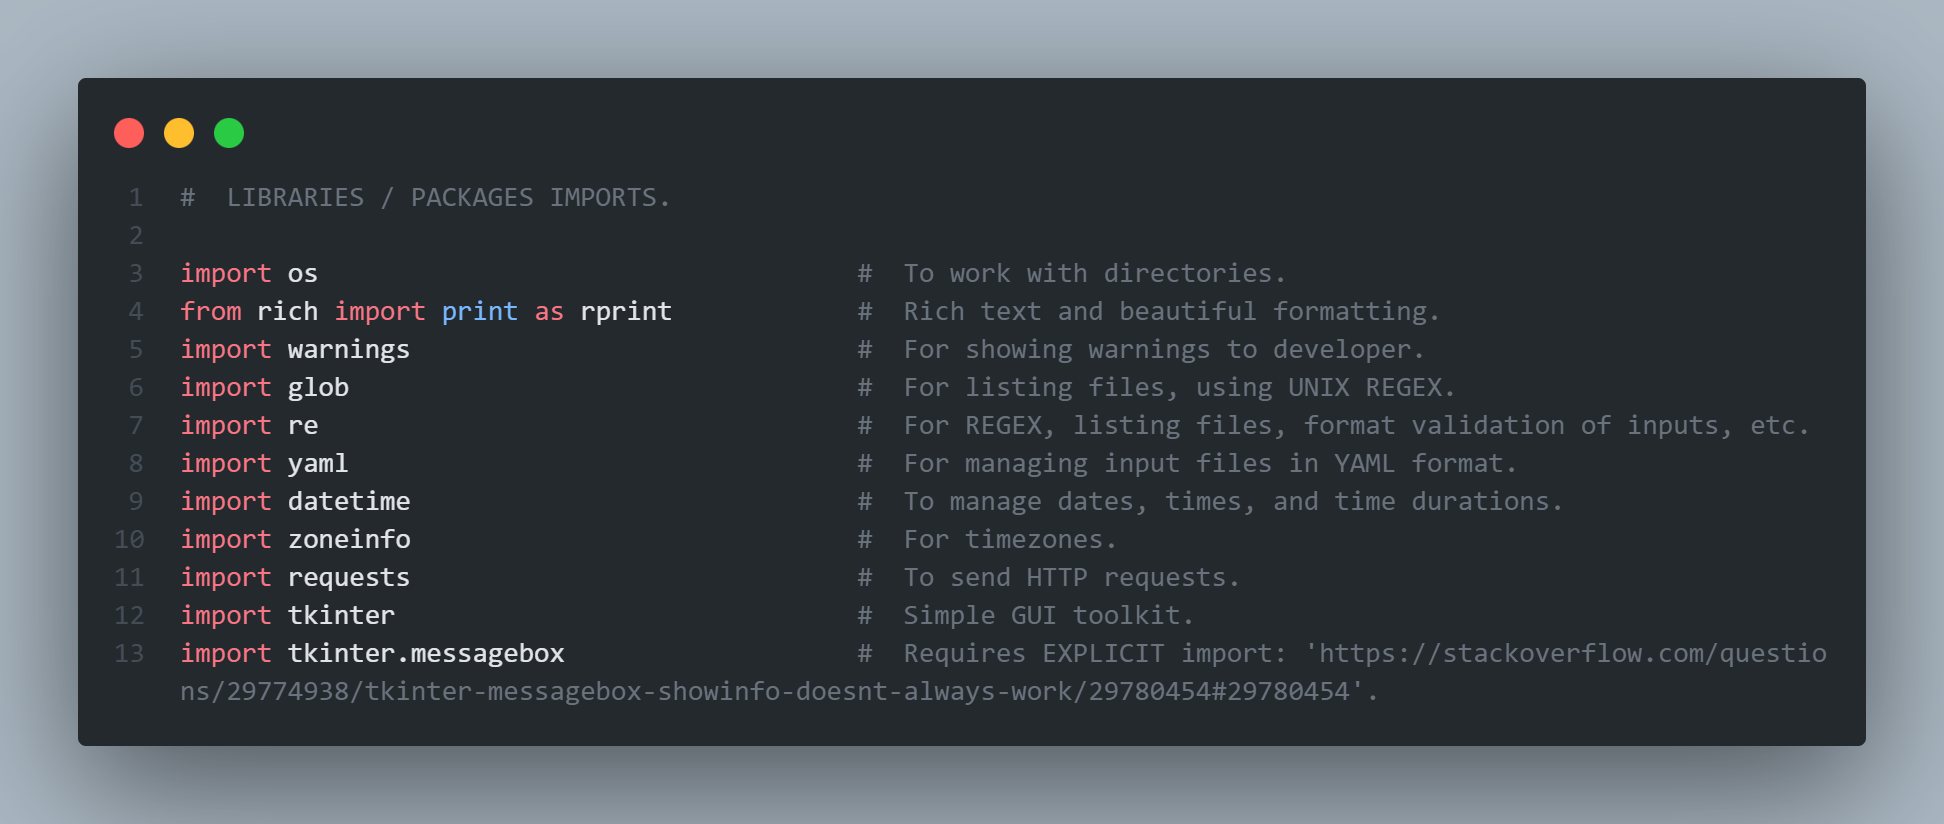 1 #  LIBRARIES / PACKAGES IMPORTS.
2
3 import os #  To work with directories.
4 from rich import print as rprint #  Rich text and beautiful formatting.
5 import warnings #  For showing warnings to developer.
6 import glob #  For listing files, using UNIX REGEX.
7 import re #  For REGEX, listing files, format validation of inputs, etc.
8 import yaml #  For managing input files in YAML format.
9 import datetime #  To manage dates, times, and time durations.
10 import zoneinfo #  For timezones.
11 import requests #  To send HTTP requests.
12 import tkinter #  Simple GUI toolkit.
13 import tkinter.messagebox #  Requires EXPLICIT import: 'https://stackoverflow.com/questio
ns/29774938/tkinter-messagebox-showinfo-doesnt-always-work/29780454#29780454'.